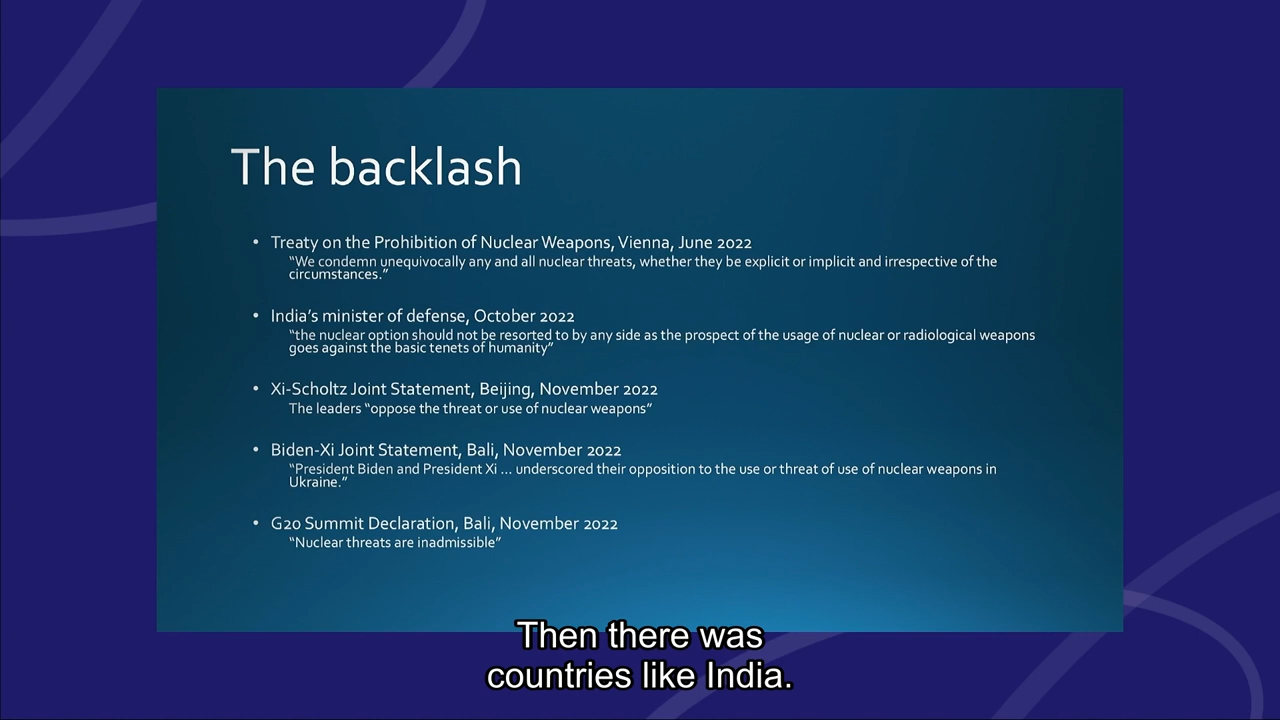 The backlash
• Treaty on the Prohibition of Nuclear Weapons, Vienna, June 2022
“We condemn unequivocally any and all nuclear threats, whether they be explicit or implicit and irrespective of the
circumstances.”
• India’s minister of defense, October 2022
“the nuclear option should not be resorted to by any side as the prospect of the usage of nuclear or radiological weapons
goes against the basic tenets of humanity”
• Xi-Scholtz Joint Statement, Beijing, November 2022
The leaders “oppose the threat or use of nuclear weapons”
• Biden-Xi Joint Statement, Bali, November 2022
“President Biden and President Xi ... underscored their opposition to the use or threat of use of nuclear weapons in
Ukraine.”
• G20 Summit Declaration, Bali, November 2022
“Nuclear threats are inadmissible”
Then there was
countries like India.